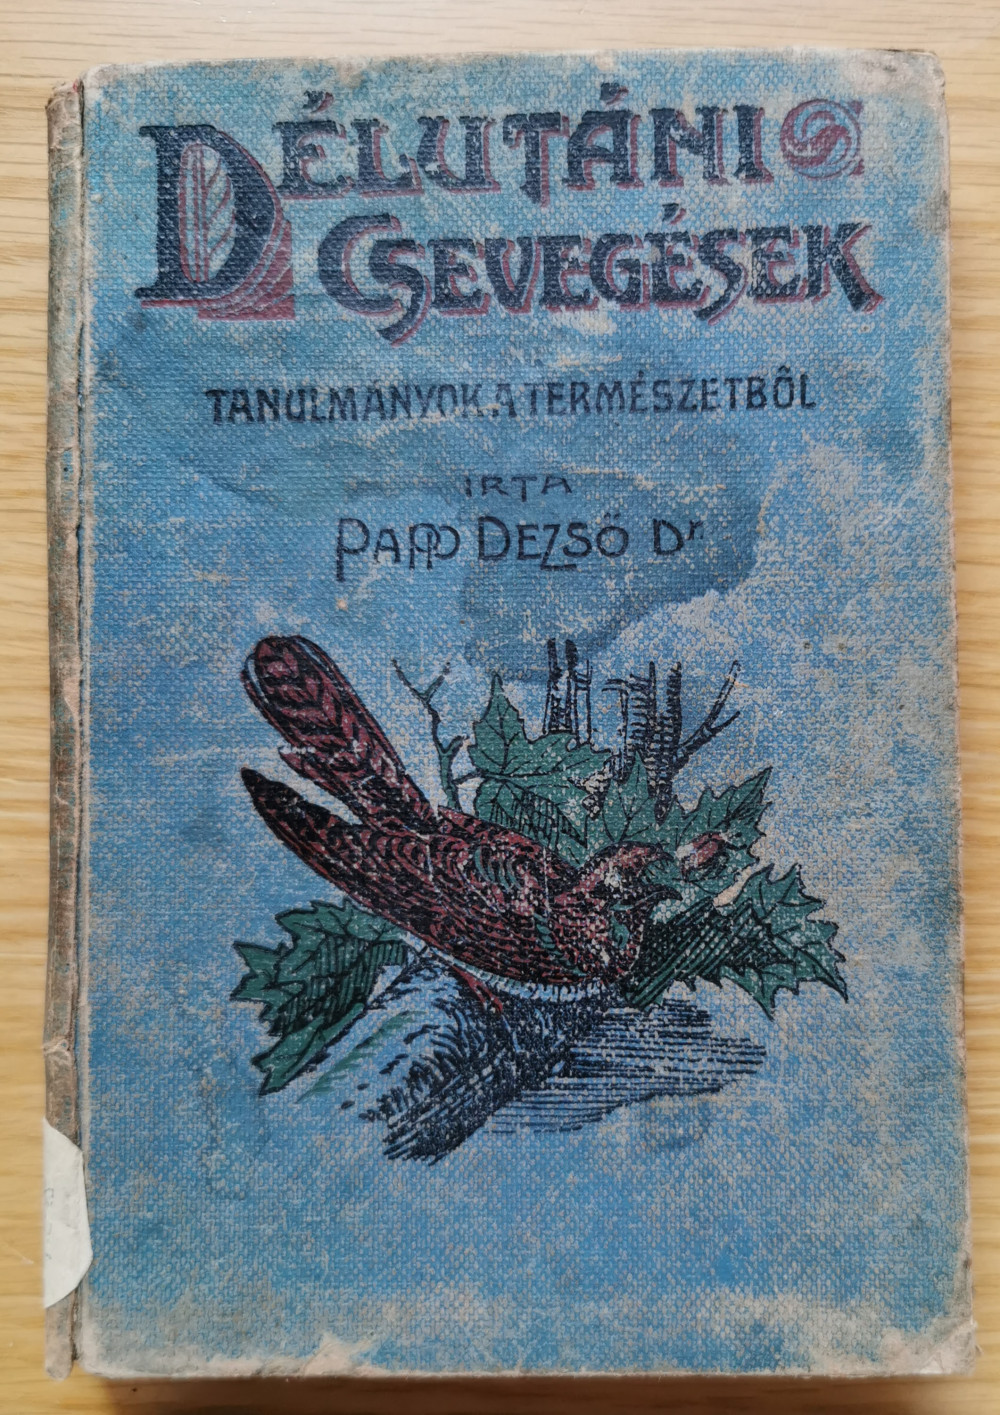 DÉLUTÁNI
CSEVEGÉSEK
TANULMÁNYOK A TERMÉSZETBŐL
IRTA
PAPP DEZSŐ Dr.